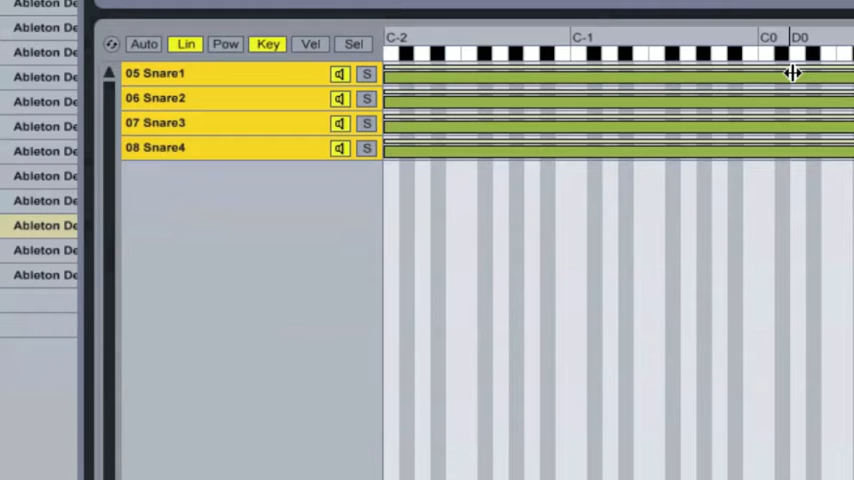 Ableton De
Ableton De
Ableton De
Ableton De
Ableton De
Ableton De
Ableton De
Ableton De
Ableton De
Ableton De
Ableton De
Ableton De
Auto Lin Pow Key Vel Sel
C-2 C-1 C0 D0
05 Snare1 S
06 Snare2 S
07 Snare3 S
08 Snare4 S